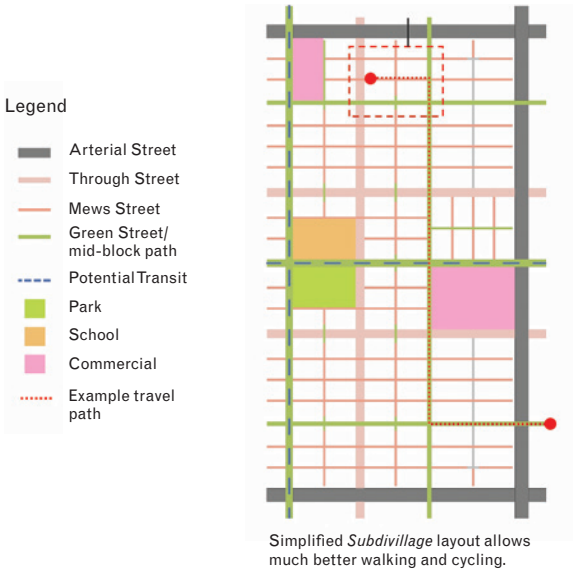 Legend
Arterial Street
Through Street
Mews Street
Green Street/
mid-block path
Potential Transit
Park
School
Commercial
Example travel
path
Simplified Subdivillage layout allows
much better walking and cycling.